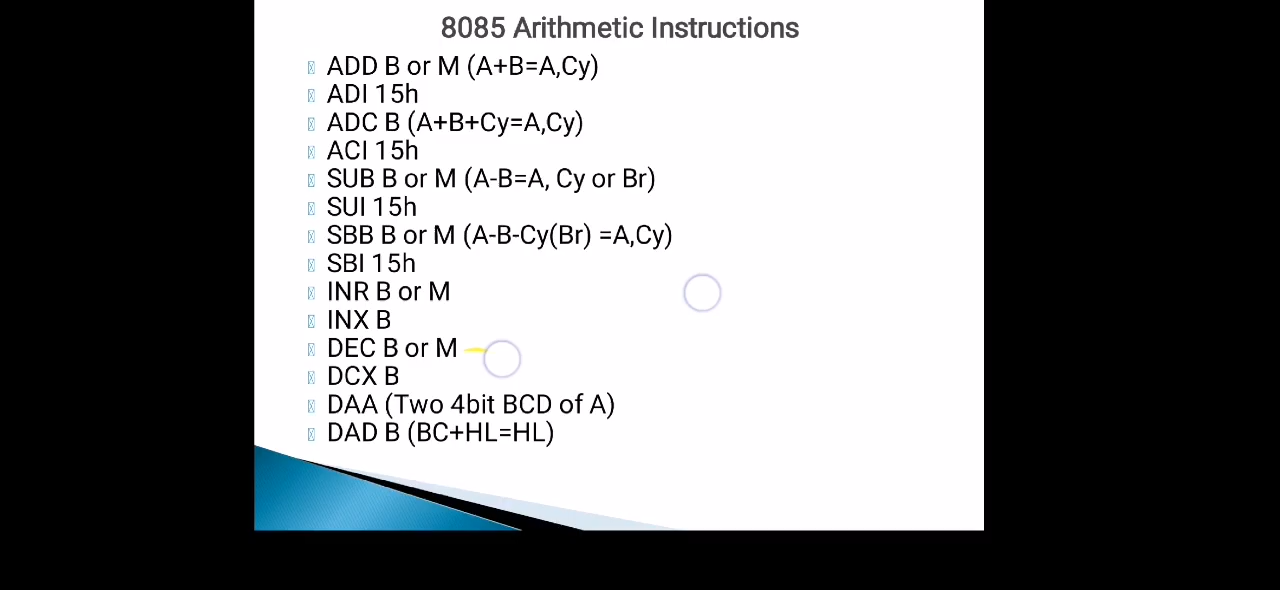 8085 Arithmetic Instructions
ADD B or M (A+B=A,Cy)
ADI 15h
ADC B (A+B+Cy=A,Cy)
ACI 15h
SUB B or M (A-B=A, Cy or Br)
SUI 15h
SBB B or M (A-B-Cy(Br) =A,Cy)
SBI 15h
INR B or M
INX B
DEC B or M
DCX B
DAA (Two 4bit BCD of A)
DAD B (BC+HL=HL)